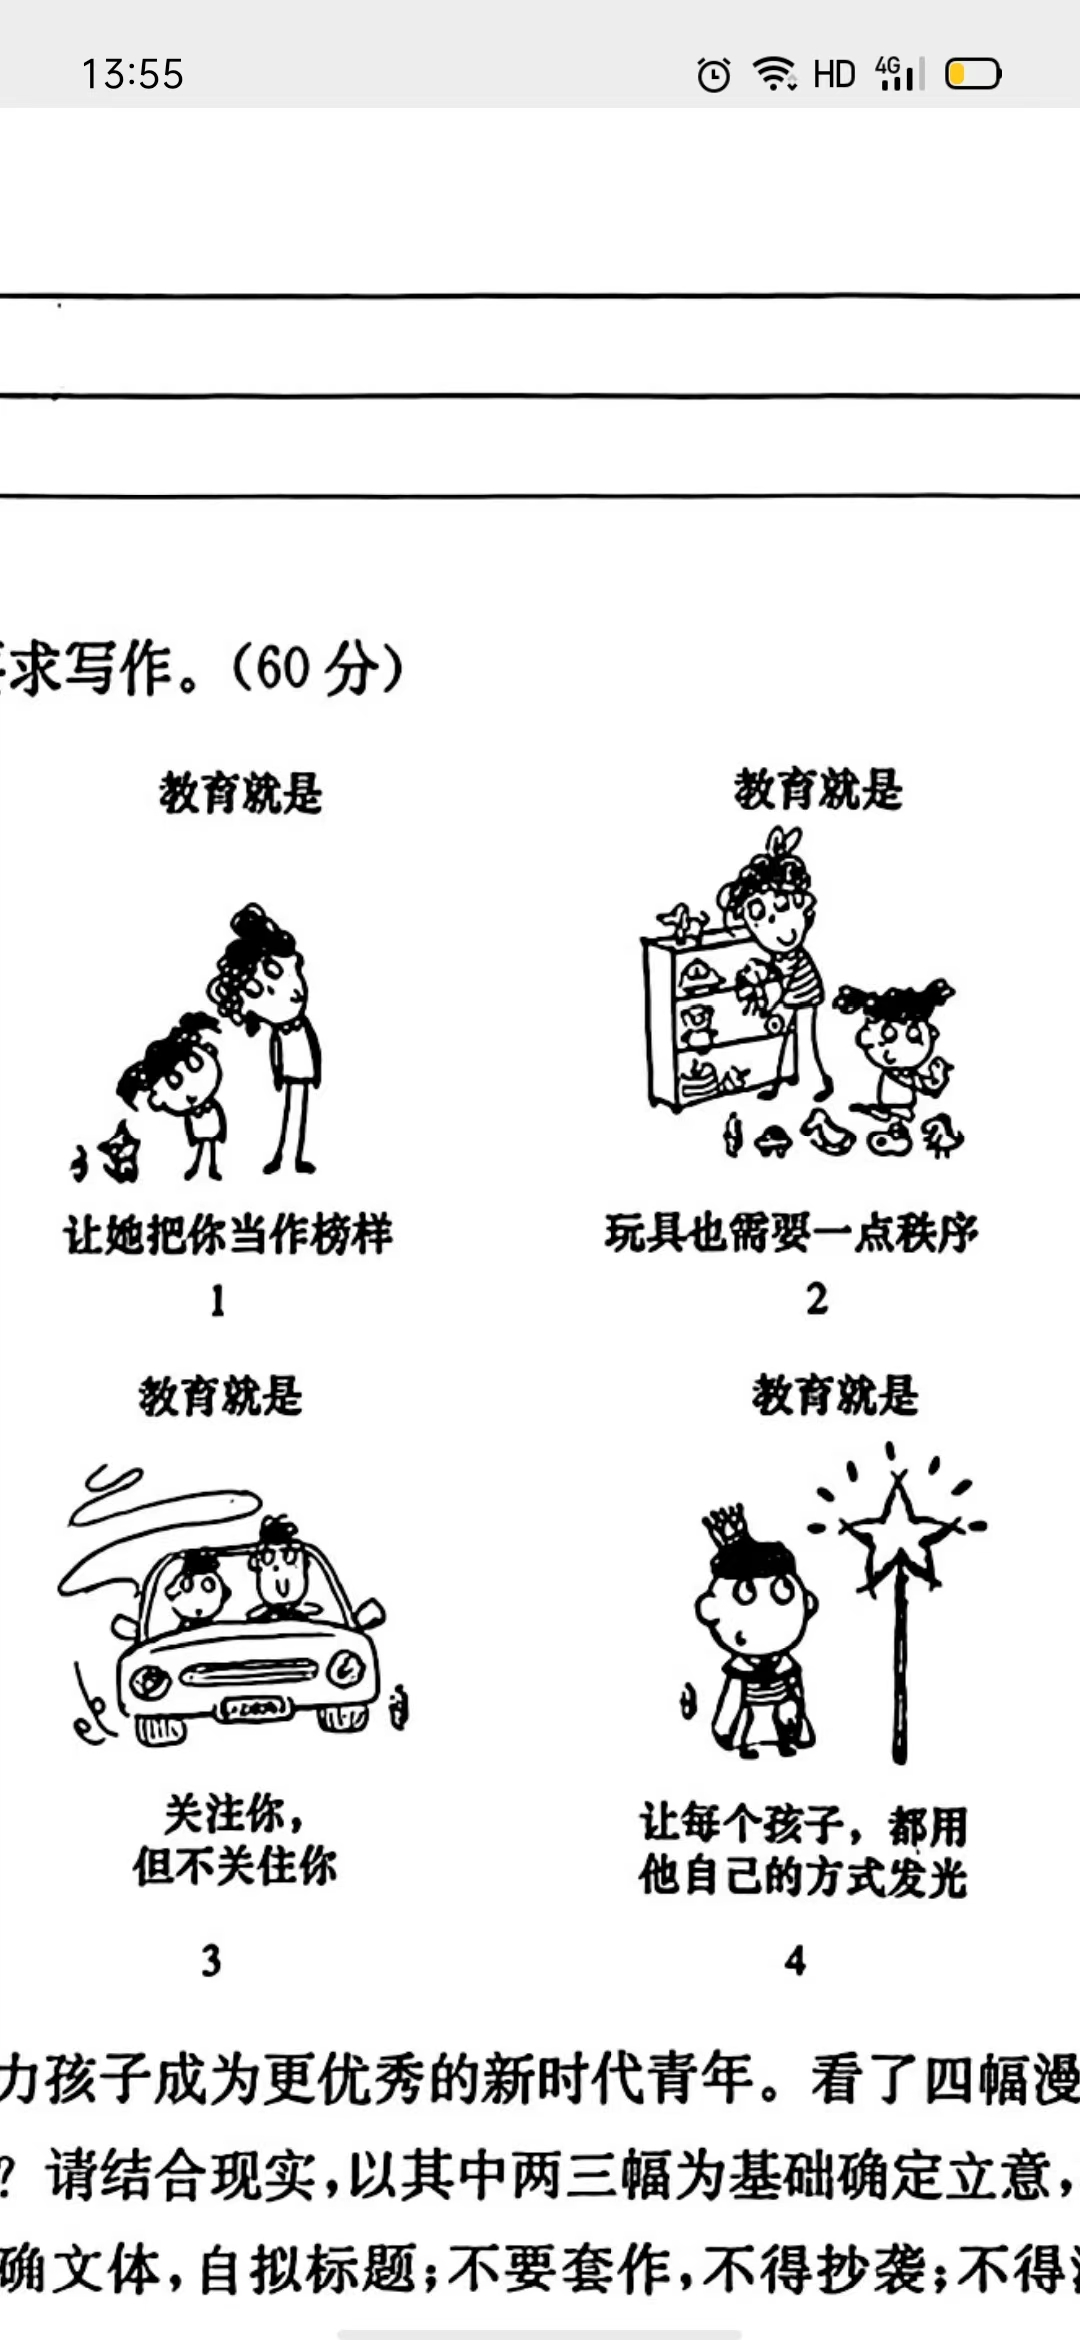 13:55
HD 4G
求写作。(60 分)
教育就是
教育就是
让她把你当作榜样
玩具也需要一点秩序
1
2
教育就是
教育就是
关注你，
但不关住你
让每个孩子，都用
他自己的方式发光
3
4
力孩子成为更优秀的新时代青年。看了四幅漫
？请结合现实，以其中两三幅为基础确定立意，
确文体，自拟标题；不要套作，不得抄袭；不得